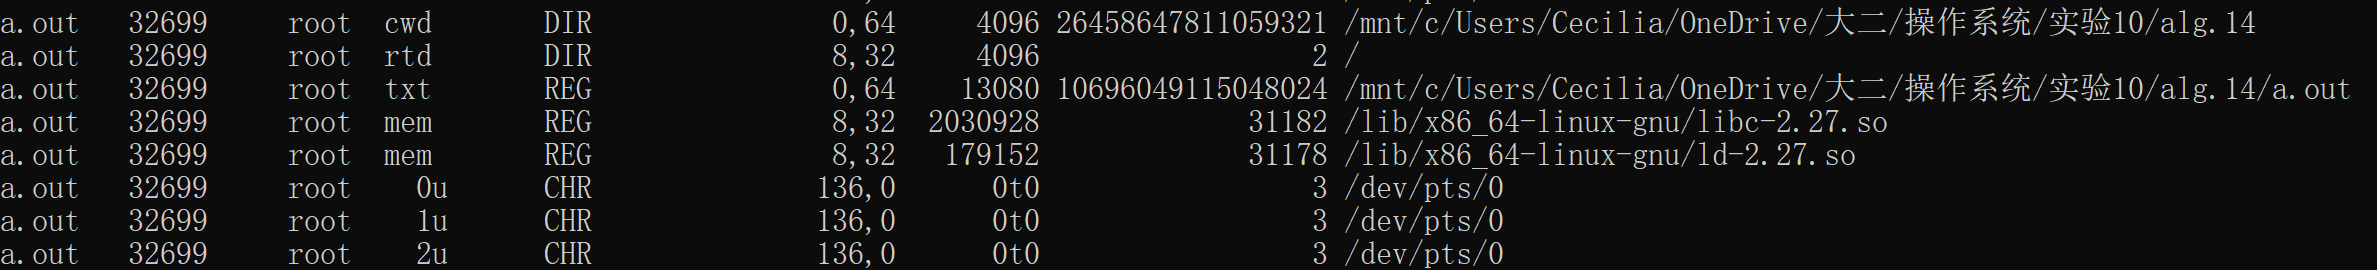 a.out 32699 root cwd DIR 0,64 4096 26458647811059321 /mnt/c/Users/Cecilia/OneDrive/大二/操作系统/实验10/alg.14
a.out 32699 root rtd DIR 8,32 4096 2 /
a.out 32699 root txt REG 0,64 13080 10696049115048024 /mnt/c/Users/Cecilia/OneDrive/大二/操作系统/实验10/alg.14/a.out
a.out 32699 root mem REG 8,32 2030928 31182 /lib/x86_64-linux-gnu/libc-2.27.so
a.out 32699 root mem REG 8,32 179152 31178 /lib/x86_64-linux-gnu/ld-2.27.so
a.out 32699 root 0u CHR 136,0 0t0 3 /dev/pts/0
a.out 32699 root 1u CHR 136,0 0t0 3 /dev/pts/0
a.out 32699 root 2u CHR 136,0 0t0 3 /dev/pts/0